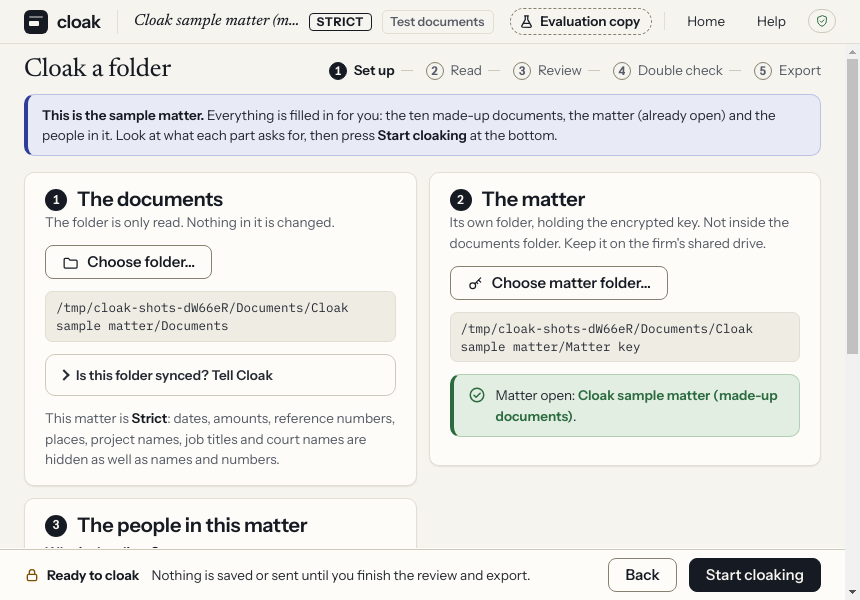 cloak
Cloak sample matter (m...
STRICT
Test documents
Evaluation copy
Home
Help
Cloak a folder
1 Set up
2 Read
3 Review
4 Double check
5 Export
This is the sample matter. Everything is filled in for you: the ten made-up documents, the matter (already open) and the
people in it. Look at what each part asks for, then press Start cloaking at the bottom.
1 The documents
The folder is only read. Nothing in it is changed.
Choose folder...
/tmp/cloak-shots-dW66eR/Documents/Cloak
sample matter/Documents
Is this folder synced? Tell Cloak
This matter is Strict: dates, amounts, reference numbers,
places, project names, job titles and court names are
hidden as well as names and numbers.
2 The matter
Its own folder, holding the encrypted key. Not inside the
documents folder. Keep it on the firm's shared drive.
Choose matter folder...
/tmp/cloak-shots-dW66eR/Documents/Cloak
sample matter/Matter key
Matter open: Cloak sample matter (made-up
documents).
3 The people in this matter
Ready to cloak
Nothing is saved or sent until you finish the review and export.
Back
Start cloaking